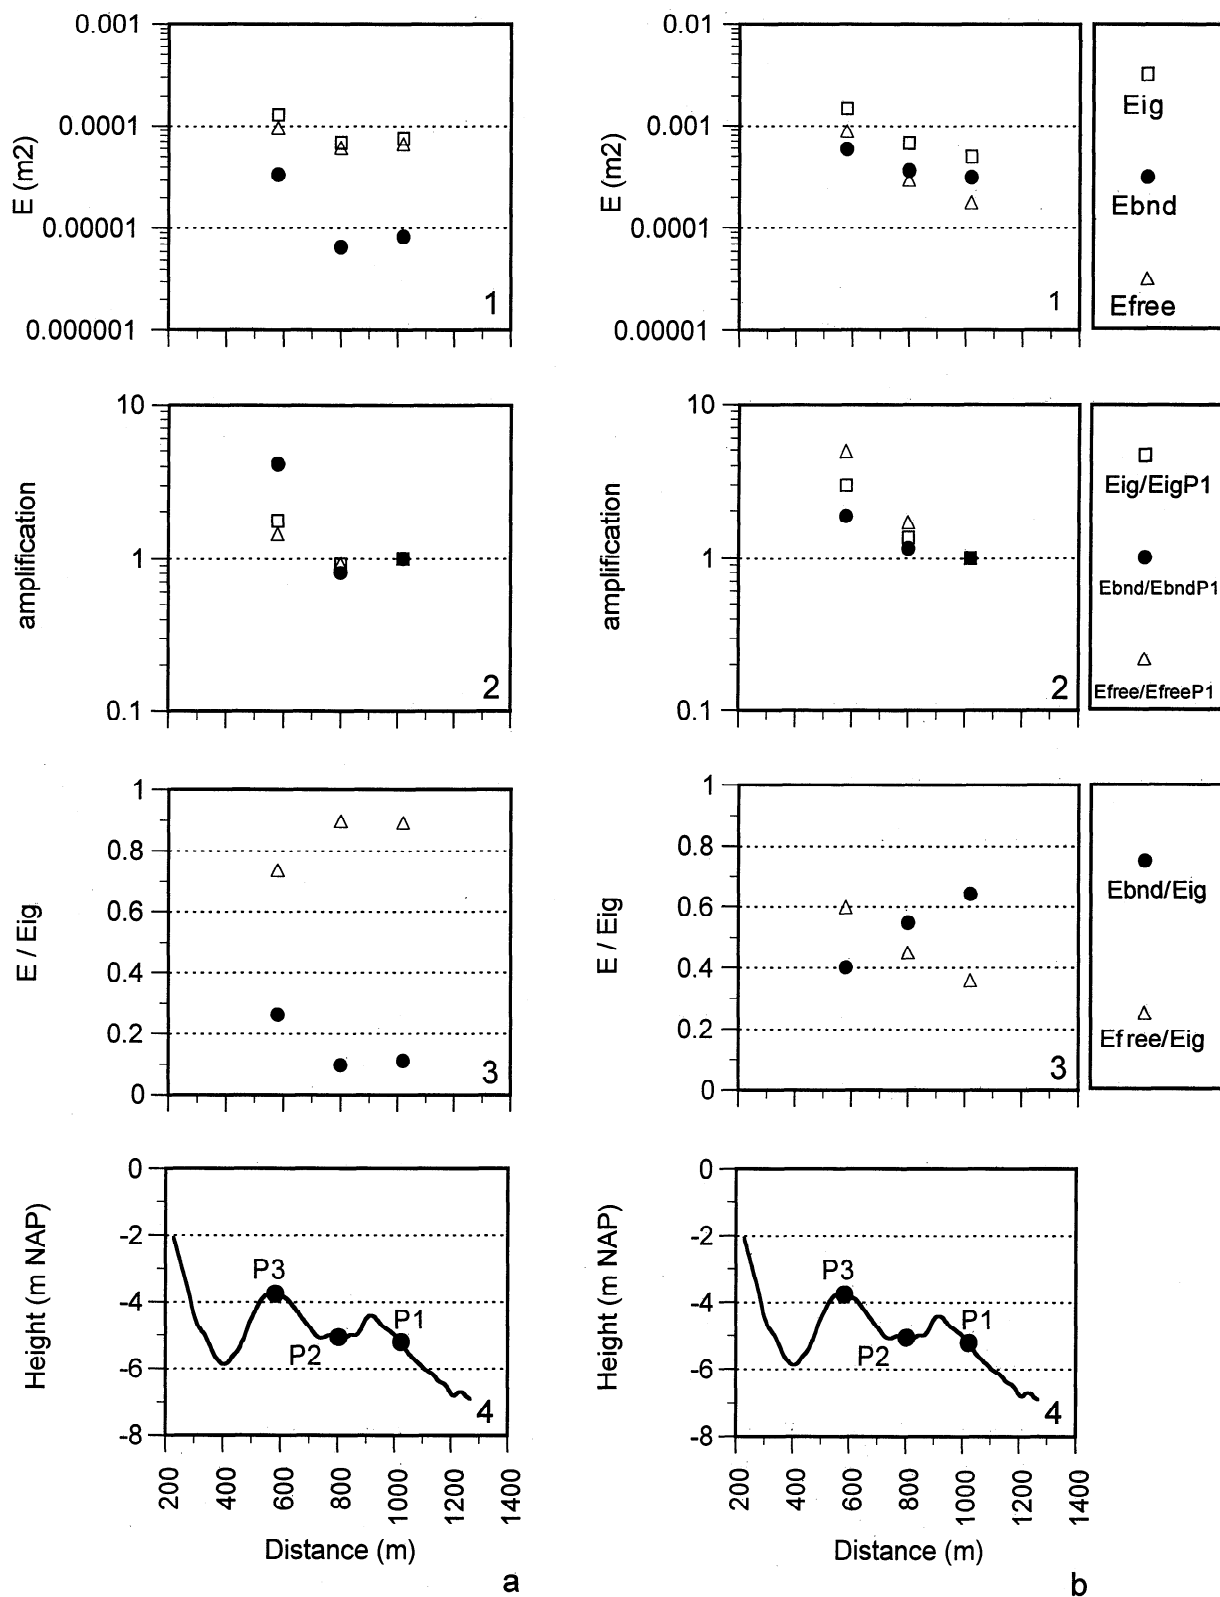 0.001
0.0001
0.00001
0.000001
E (m2)
1
0.01
0.001
0.0001
0.00001
E (m2)
1
Eig
Ebnd
Efree
10
1
0.1
amplification
2
10
1
0.1
amplification
2
Eig/EigP1
Ebnd/EbndP1
Efree/EfreeP1
1
0.8
0.6
0.4
0.2
0
E / Eig
3
1
0.8
0.6
0.4
0.2
0
E / Eig
3
Ebnd/Eig
Efree/Eig
0
-2
-4
-6
-8
Height (m NAP)
P3
P2
P1
4
200 400 600 800 1000 1200 1400
Distance (m)
a
0
-2
-4
-6
-8
Height (m NAP)
P3
P2
P1
4
200 400 600 800 1000 1200 1400
Distance (m)
b